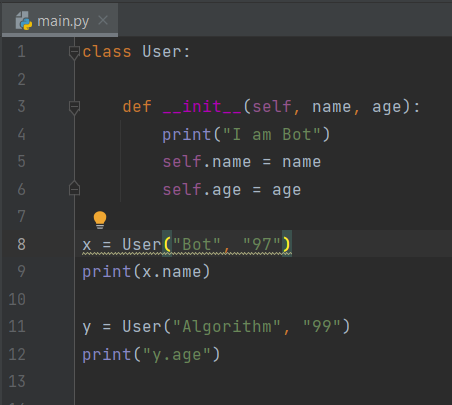 main.py
1 class User:
2
3 def __init__(self, name, age):
4 print("I am Bot")
5 self.name = name
6 self.age = age
7
8 x = User("Bot", "97")
9 print(x.name)
10
11 y = User("Algorithm", "99")
12 print("y.age")
13